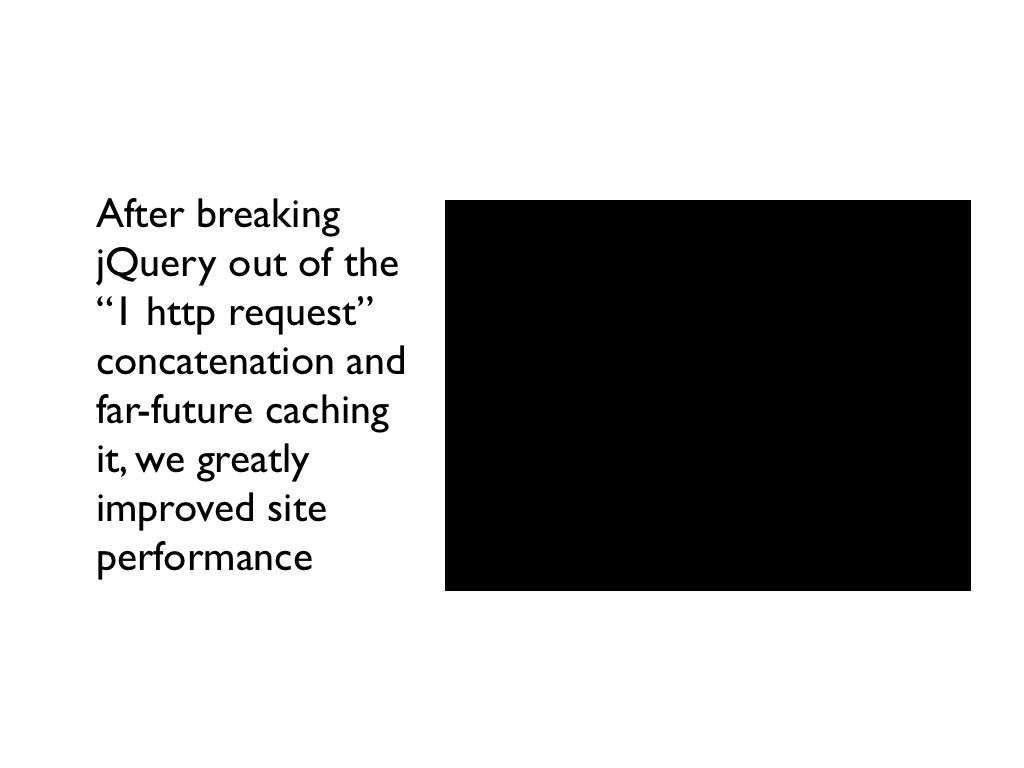 After breaking
jQuery out of the
“1 http request”
concatenation and
far-future caching
it, we greatly
improved site
performance